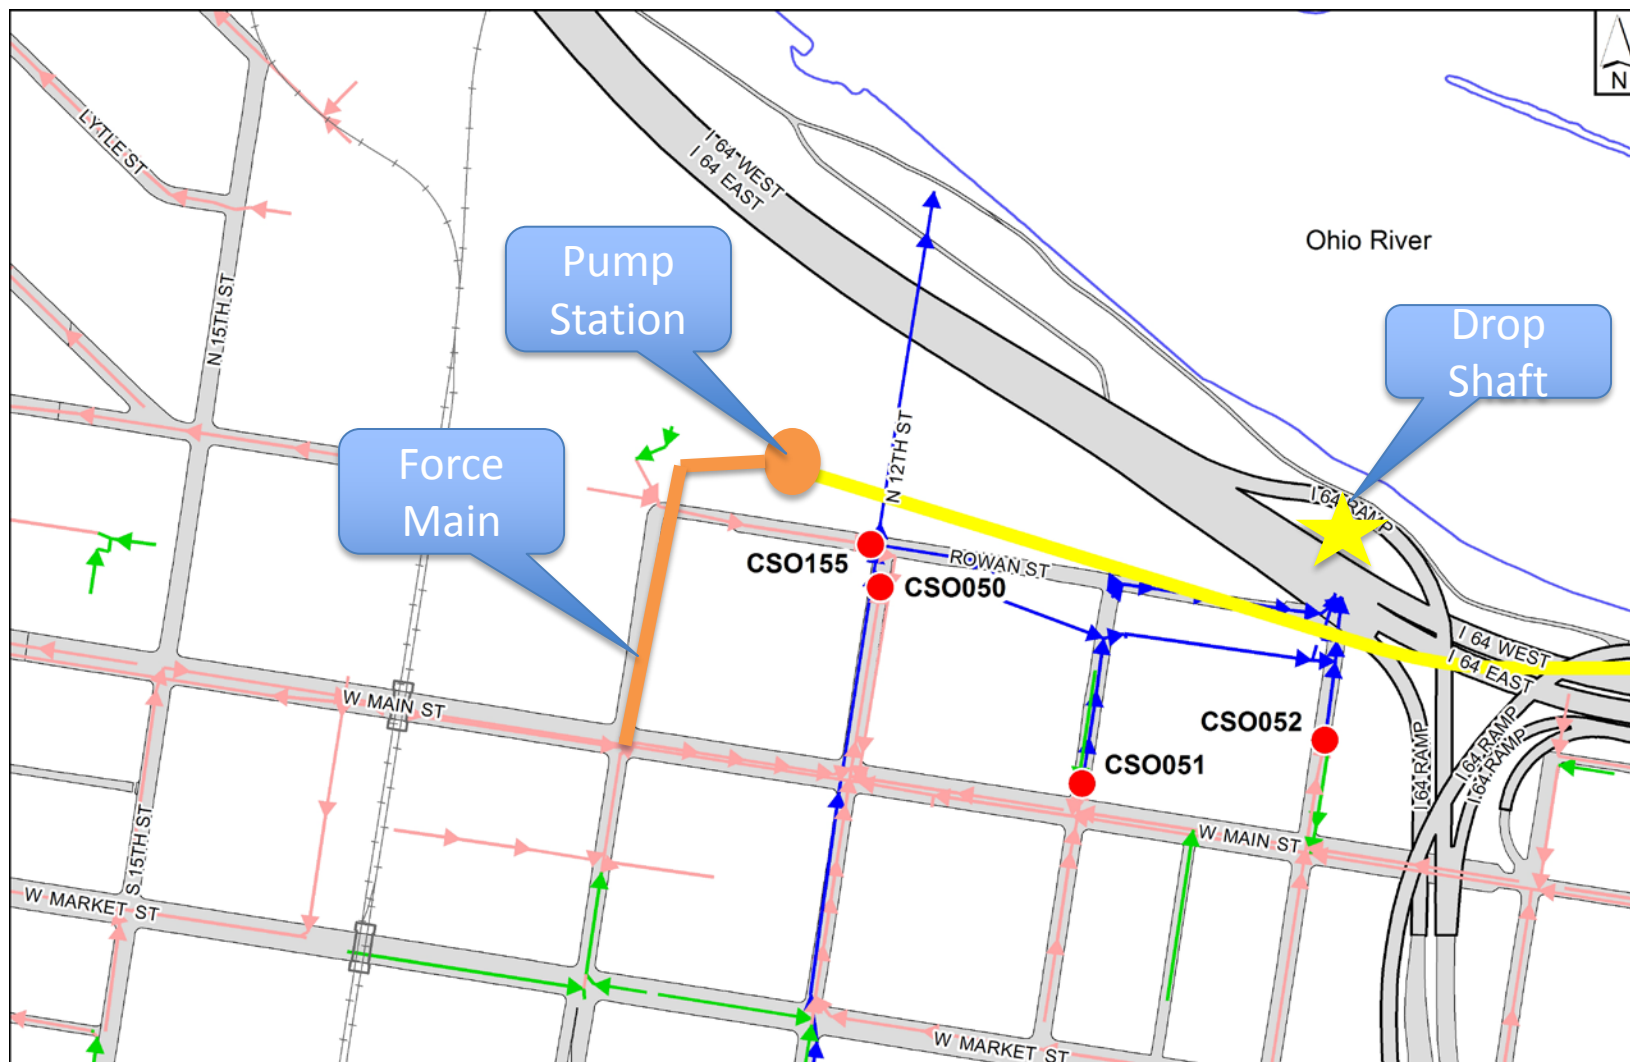 N
LYTLE ST
I 64 WEST
I 64 EAST
Ohio River
Pump
Station
N 15TH ST
Drop
Shaft
N 12TH ST
Force
Main
I 64 RAMP
CSO155
ROWAN ST
CSO050
I 64 WEST
I 64 EAST
W MAIN ST
CSO052
CSO051
I 64 RAMP
I 64 RAMP
I 64 RAMP
W MAIN ST
S 15TH ST
W MARKET ST
W MARKET ST